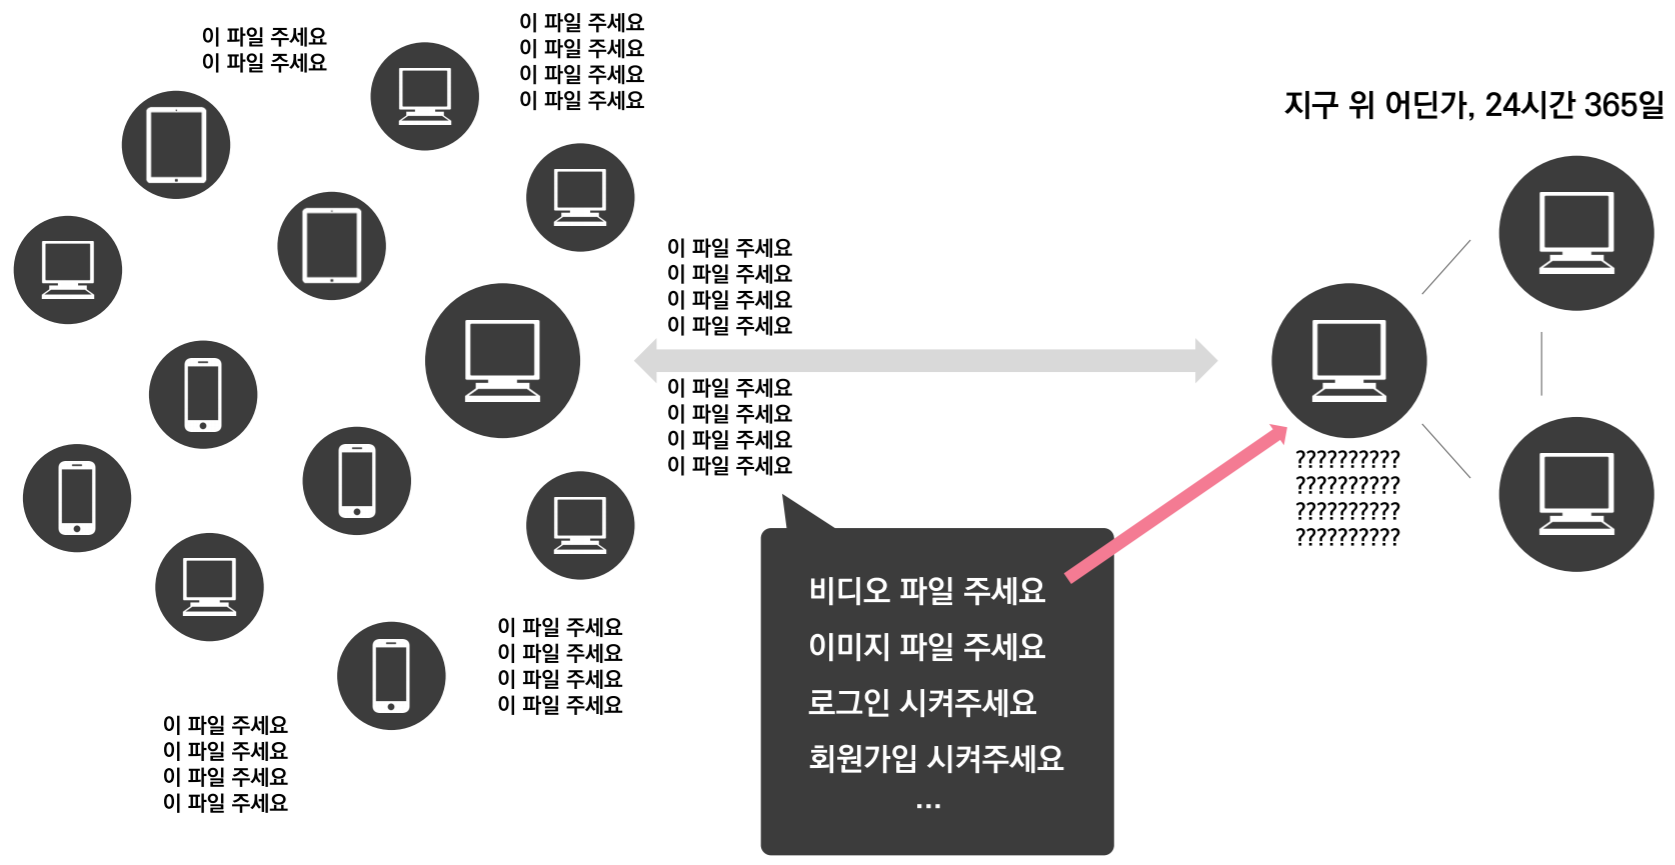 이 파일 주세요
이 파일 주세요
이 파일 주세요
이 파일 주세요
이 파일 주세요
이 파일 주세요
지구 위 어딘가, 24시간 365일
이 파일 주세요
이 파일 주세요
이 파일 주세요
이 파일 주세요
이 파일 주세요
이 파일 주세요
이 파일 주세요
이 파일 주세요
??????????
??????????
??????????
??????????
비디오 파일 주세요
이미지 파일 주세요
로그인 시켜주세요
회원가입 시켜주세요
...
이 파일 주세요
이 파일 주세요
이 파일 주세요
이 파일 주세요
이 파일 주세요
이 파일 주세요
이 파일 주세요
이 파일 주세요